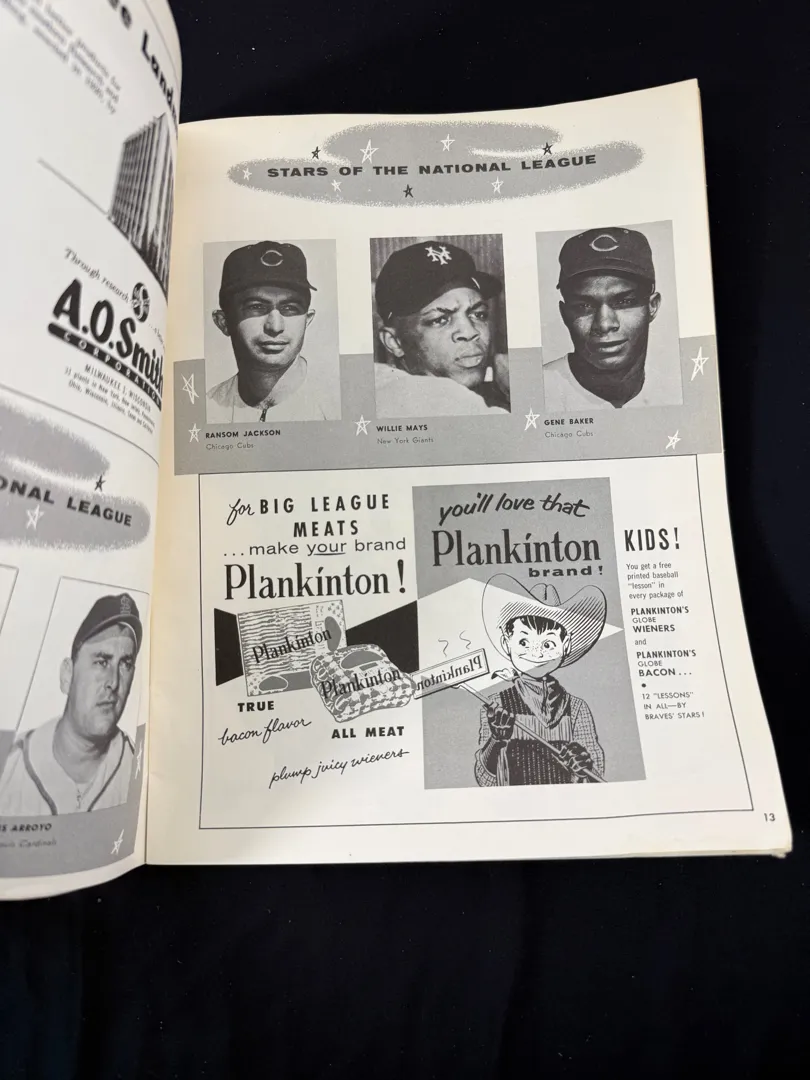 ee Land
Through research
A.O.Smith
CORPORATION
MILWAUKEE 1, WISCONSIN
ONAL LEAGUE
ARROYO
Cardinals
STARS OF THE NATIONAL LEAGUE
RANSOM JACKSON
Chicago Cubs
WILLIE MAYS
New York Giants
GENE BAKER
Chicago Cubs
for BIG LEAGUE
MEATS
...make your brand
Plankinton!
Plankinton
Plankinton
Plankinton
TRUE
bacon flavor
ALL MEAT
plump juicy wieners
you'll love that
Plankinton
brand!
KIDS!
You get a free
printed baseball
"lesson" in
every package of
PLANKINTON'S
GLOBE
WIENERS
and
PLANKINTON'S
GLOBE
BACON...
12 "LESSONS"
IN ALL—BY
BRAVES' STARS!
13